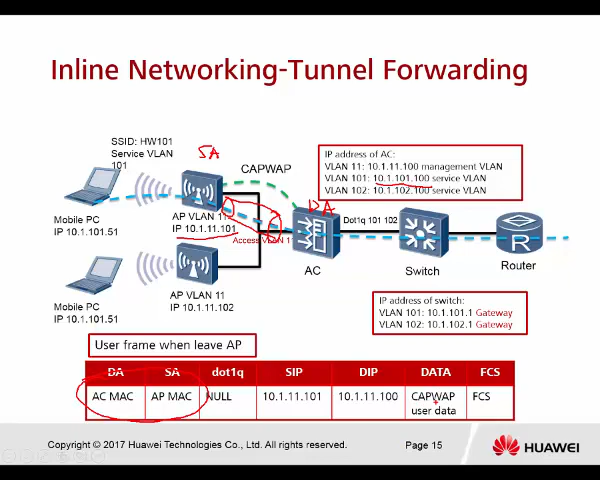 Inline Networking-Tunnel Forwarding
SSID: HW101
Service VLAN
101
SA
CAPWAP
IP address of AC:
VLAN 11: 10.1.11.100 management VLAN
VLAN 101: 10.1.101.100 service VLAN
VLAN 102: 10.1.102.100 service VLAN
Mobile PC
IP 10.1.101.51
AP VLAN 11
IP 10.1.11.101
DA
Access VLAN 11
Dot1q 101 102
AC
Switch
R
Router
Mobile PC
IP 10.1.101.51
AP VLAN 11
IP 10.1.11.102
IP address of switch:
VLAN 101: 10.1.101.1 Gateway
VLAN 102: 10.1.102.1 Gateway
User frame when leave AP
DA SA dot1q SIP DIP DATA FCS
AC MAC AP MAC NULL 10.1.11.101 10.1.11.100 CAPWAP FCS
user data
Copyright © 2017 Huawei Technologies Co., Ltd. All rights reserved.
Page 15
HUAWEI